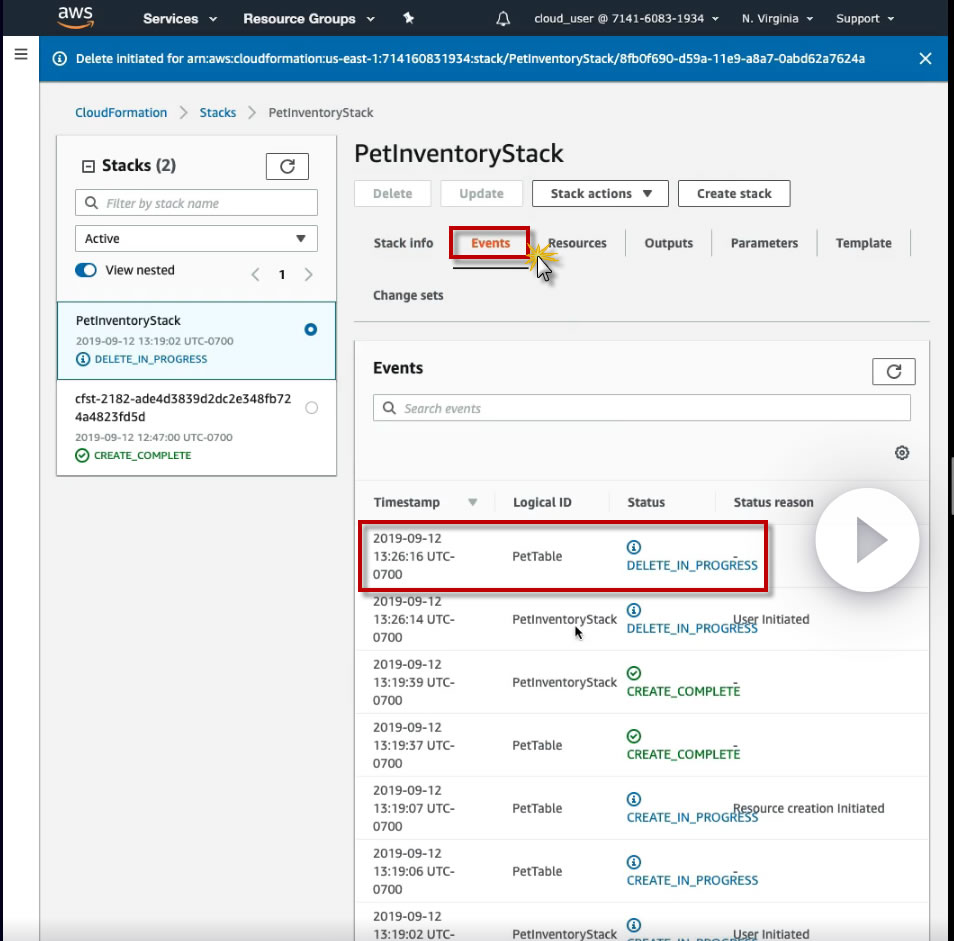 aws
Services
Resource Groups
cloud_user @ 7141-6083-1934
N. Virginia
Support
Delete initiated for arn:aws:cloudformation:us-east-1:714160831934:stack/PetInventoryStack/8fb0f690-d59a-11e9-a8a7-0abd62a7624a
CloudFormation
Stacks
PetInventoryStack
Stacks (2)
Filter by stack name
Active
View nested
1
PetInventoryStack
2019-09-12 13:19:02 UTC-0700
DELETE_IN_PROGRESS
cfst-2182-ade4d3839d2dc2e348fb72
4a4823fd5d
2019-09-12 12:47:00 UTC-0700
CREATE_COMPLETE
PetInventoryStack
Delete
Update
Stack actions
Create stack
Stack info
Events
Resources
Outputs
Parameters
Template
Change sets
Events
Search events
Timestamp
Logical ID
Status
Status reason
2019-09-12
13:26:16 UTC-
0700
PetTable
DELETE_IN_PROGRESS
-
2019-09-12
13:26:14 UTC-
0700
PetInventoryStack
DELETE_IN_PROGRESS
User Initiated
2019-09-12
13:19:39 UTC-
0700
PetInventoryStack
CREATE_COMPLETE
-
2019-09-12
13:19:37 UTC-
0700
PetTable
CREATE_COMPLETE
-
2019-09-12
13:19:07 UTC-
0700
PetTable
CREATE_IN_PROGRESS
Resource creation Initiated
2019-09-12
13:19:06 UTC-
0700
PetTable
CREATE_IN_PROGRESS
-
2019-09-12
13:19:02 UTC-
PetInventoryStack
CREATE_IN_PROGRESS
User Initiated